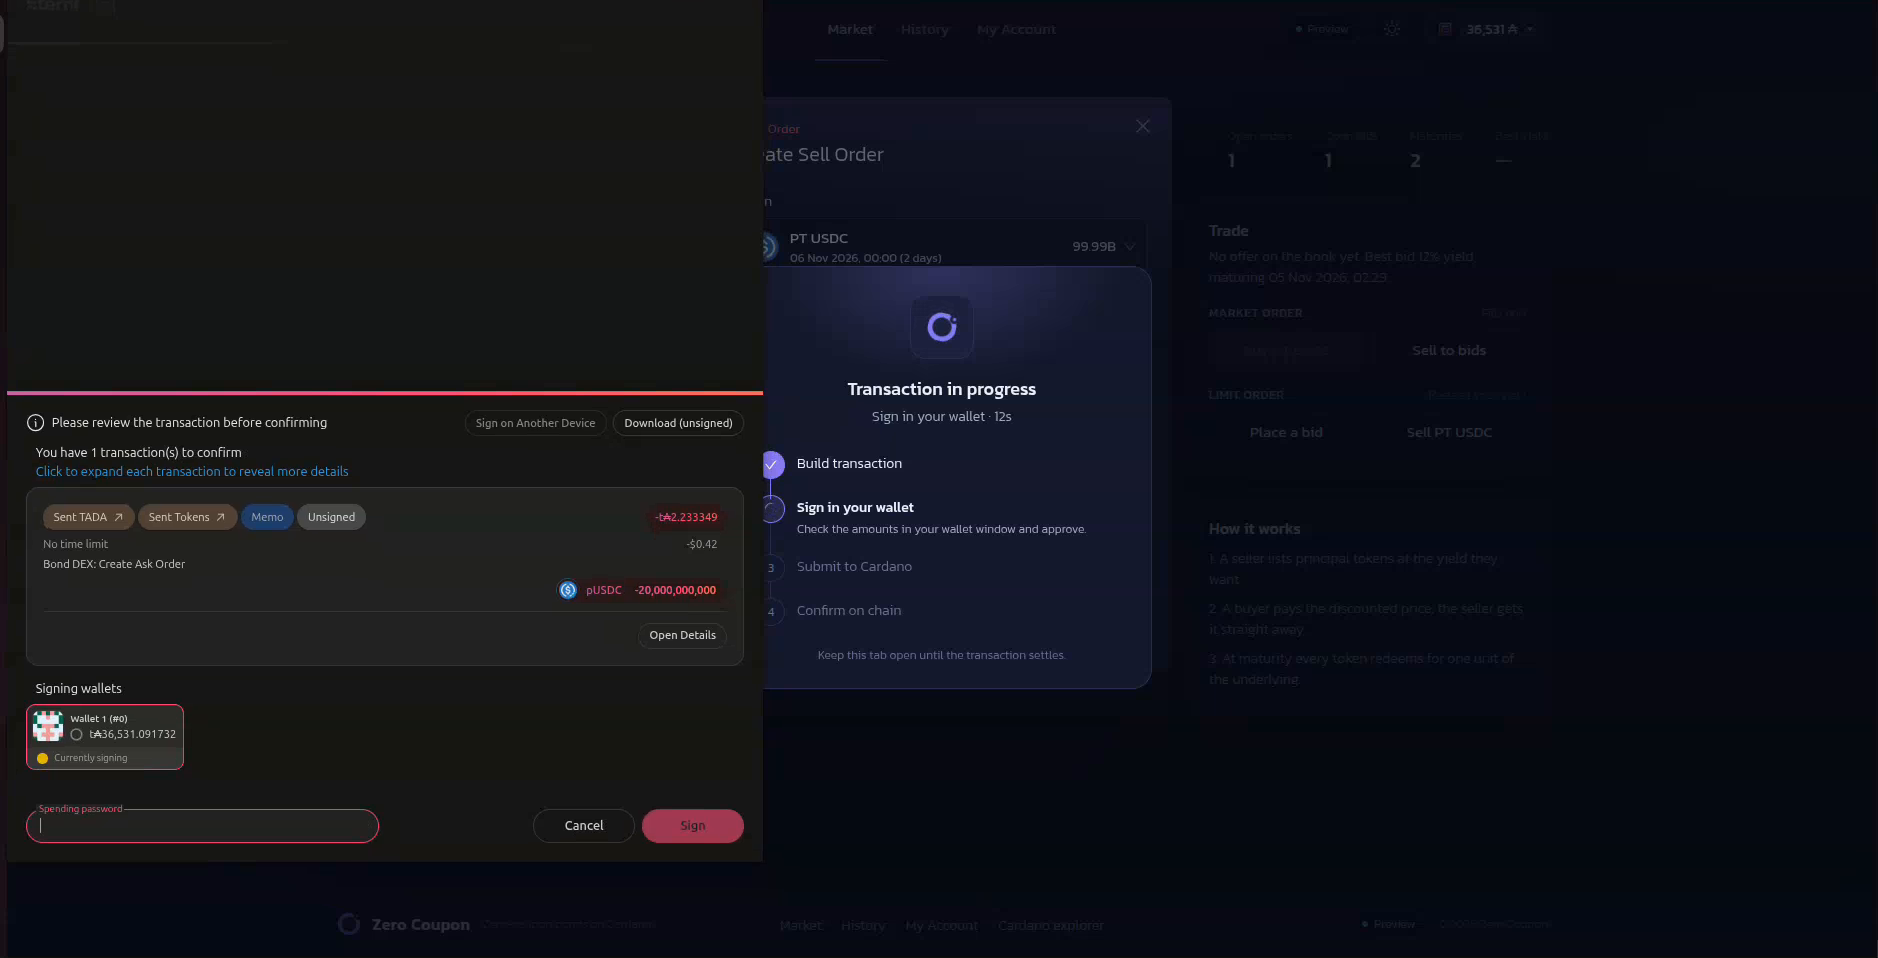 eternl
Please review the transaction before confirming
Sign on Another Device
Download (unsigned)
You have 1 transaction(s) to confirm
Click to expand each transaction to reveal more details
Sent TADA
Sent Tokens
Memo
Unsigned
-t₳2.233349
No time limit
-$0.42
Bond DEX: Create Ask Order
pUSDC -20,000,000,000
Open Details
Signing wallets
Wallet 1 (#0)
t₳36,531.091732
Currently signing
Spending password
Cancel
Sign
Market
History
My Account
Preview
36,531 ₳
Order
ate Sell Order
n
PT USDC
99.99B
06 Nov 2026, 00:00 (2 days)
Transaction in progress
Sign in your wallet · 12s
Build transaction
Sign in your wallet
Check the amounts in your wallet window and approve.
3 Submit to Cardano
4 Confirm on chain
Keep this tab open until the transaction settles.
1
1
2
—
Trade
No offer on the book yet. Best bid 12% yield,
maturing 05 Nov 2026, 02:23
MARKET ORDER
Sell to bids
LIMIT ORDER
Place a bid
Sell PT USDC
How it works
1. A seller lists principal tokens at the yield they
want.
2. A buyer pays the discounted price, the seller gets
it straight away.
3. At maturity every token redeems for one unit of
the underlying.
Zero Coupon
Market
History
My Account
Cardano explorer
Preview